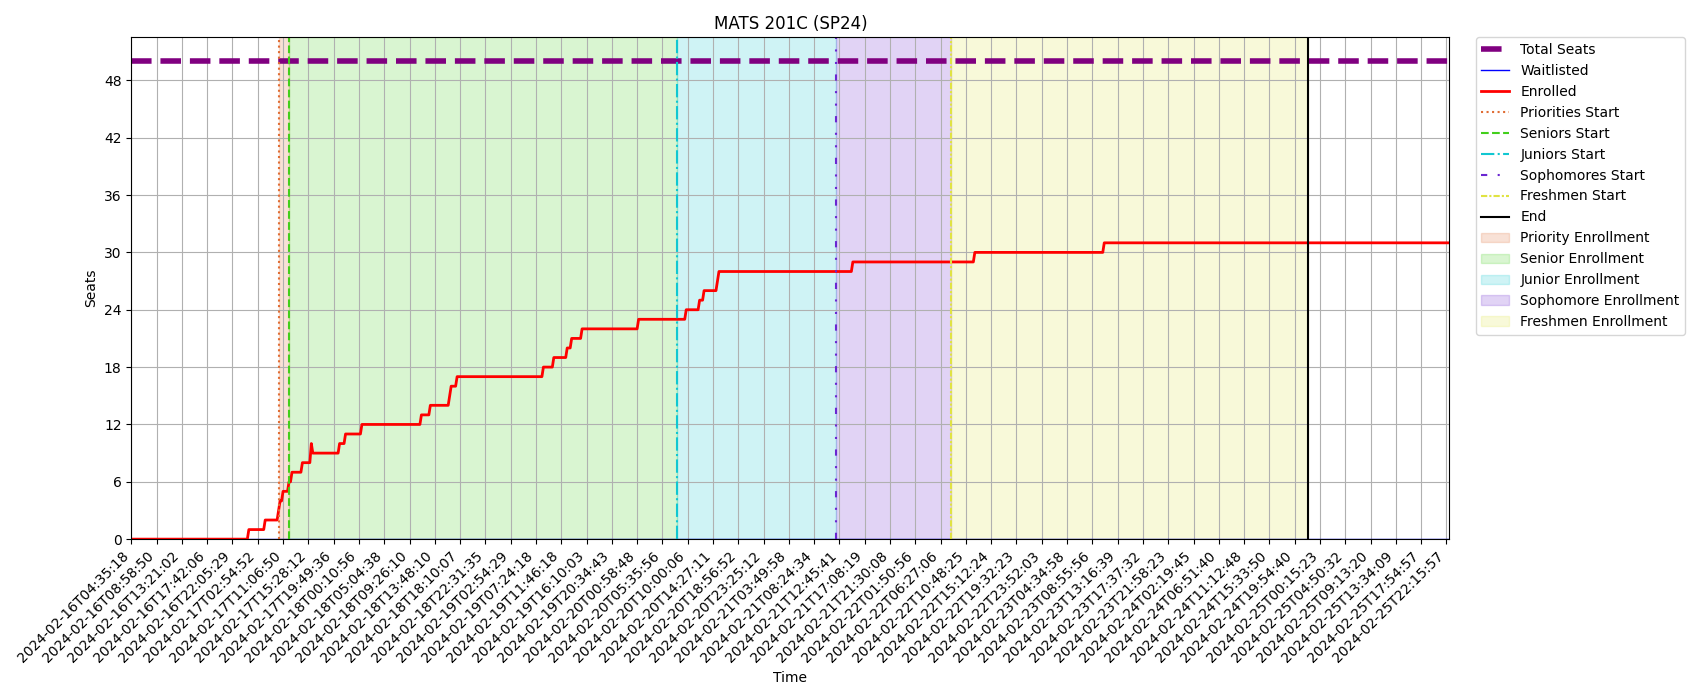 MATS 201C (SP24)
Total Seats
Waitlisted
Enrolled
Priorities Start
Seniors Start
Juniors Start
Sophomores Start
Freshmen Start
End
Priority Enrollment
Senior Enrollment
Junior Enrollment
Sophomore Enrollment
Freshmen Enrollment
Seats
48
42
36
30
24
18
12
6
0
2024-02-16T04:35:18
2024-02-16T08:58:50
2024-02-16T13:21:02
2024-02-16T17:42:06
2024-02-16T22:05:29
2024-02-17T02:54:52
2024-02-17T11:06:50
2024-02-17T15:28:12
2024-02-17T19:49:36
2024-02-18T00:10:56
2024-02-18T05:04:38
2024-02-18T09:26:10
2024-02-18T13:48:10
2024-02-18T18:10:07
2024-02-18T22:31:35
2024-02-19T02:54:29
2024-02-19T07:24:18
2024-02-19T11:46:18
2024-02-19T16:10:03
2024-02-19T20:34:43
2024-02-20T00:58:48
2024-02-20T05:35:56
2024-02-20T10:00:06
2024-02-20T14:27:11
2024-02-20T18:56:52
2024-02-20T23:25:12
2024-02-21T03:49:58
2024-02-21T08:24:34
2024-02-21T12:45:41
2024-02-21T17:08:19
2024-02-21T21:30:08
2024-02-22T01:50:56
2024-02-22T06:27:06
2024-02-22T10:48:25
2024-02-22T15:12:24
2024-02-22T19:32:23
2024-02-22T23:52:03
2024-02-23T04:34:58
2024-02-23T08:55:56
2024-02-23T13:16:39
2024-02-23T17:37:32
2024-02-23T21:58:23
2024-02-24T02:19:45
2024-02-24T06:51:40
2024-02-24T11:12:48
2024-02-24T15:33:50
2024-02-24T19:54:40
2024-02-25T00:15:23
2024-02-25T04:50:32
2024-02-25T09:13:20
2024-02-25T13:34:09
2024-02-25T17:54:57
2024-02-25T22:15:57
Time